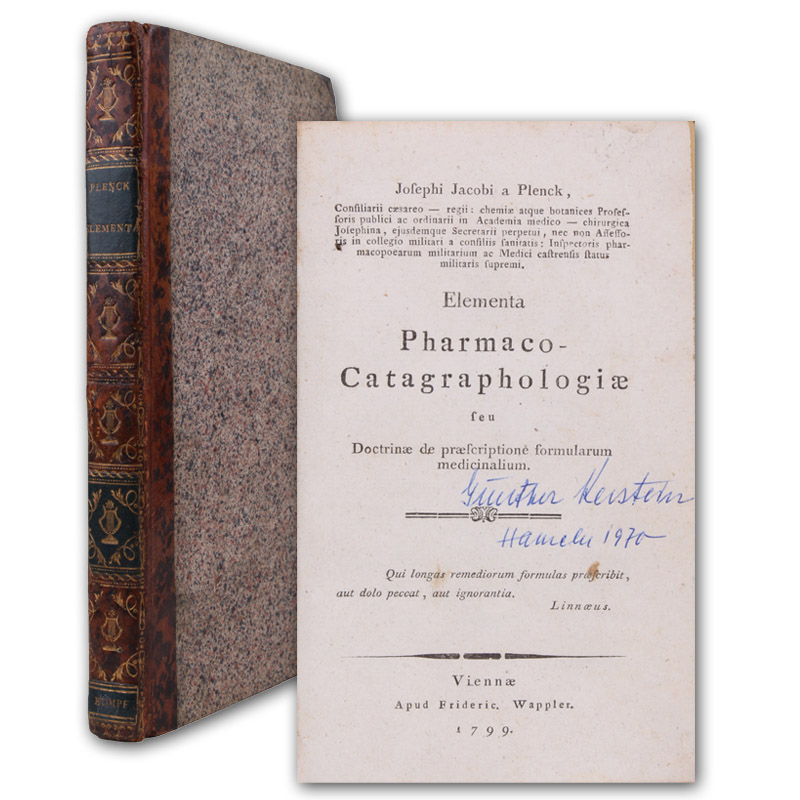 PLENCK
ELEMENTA
RUMPF
Joſephi Jacobi a Plenck,
Conſiliarii cæsareo — regii: chemiæ atque botanices Profeſ-
ſoris publici ac ordinarii in Academia medico — chirurgica
Joſephina, ejusdemque Secretarii perpetui, nec non Aſſeſſo-
ris in collegio militari a conſiliis ſanitatis: Inſpectoris phar-
macopoearum militarium ac Medici caſtrensis ſtatus
militaris ſupremi.
Elementa
Pharmaco-
Catagraphologiæ
ſeu
Doctrinæ de præſcriptione formularum
medicinalium.
Günther Kerstein
Hameln 1970
Qui longas remediorum formulas præſcribit,
aut dolo peccat, aut ignorantia.
Linnæus.
Viennæ
Apud Frideric. Wappler.
1799.